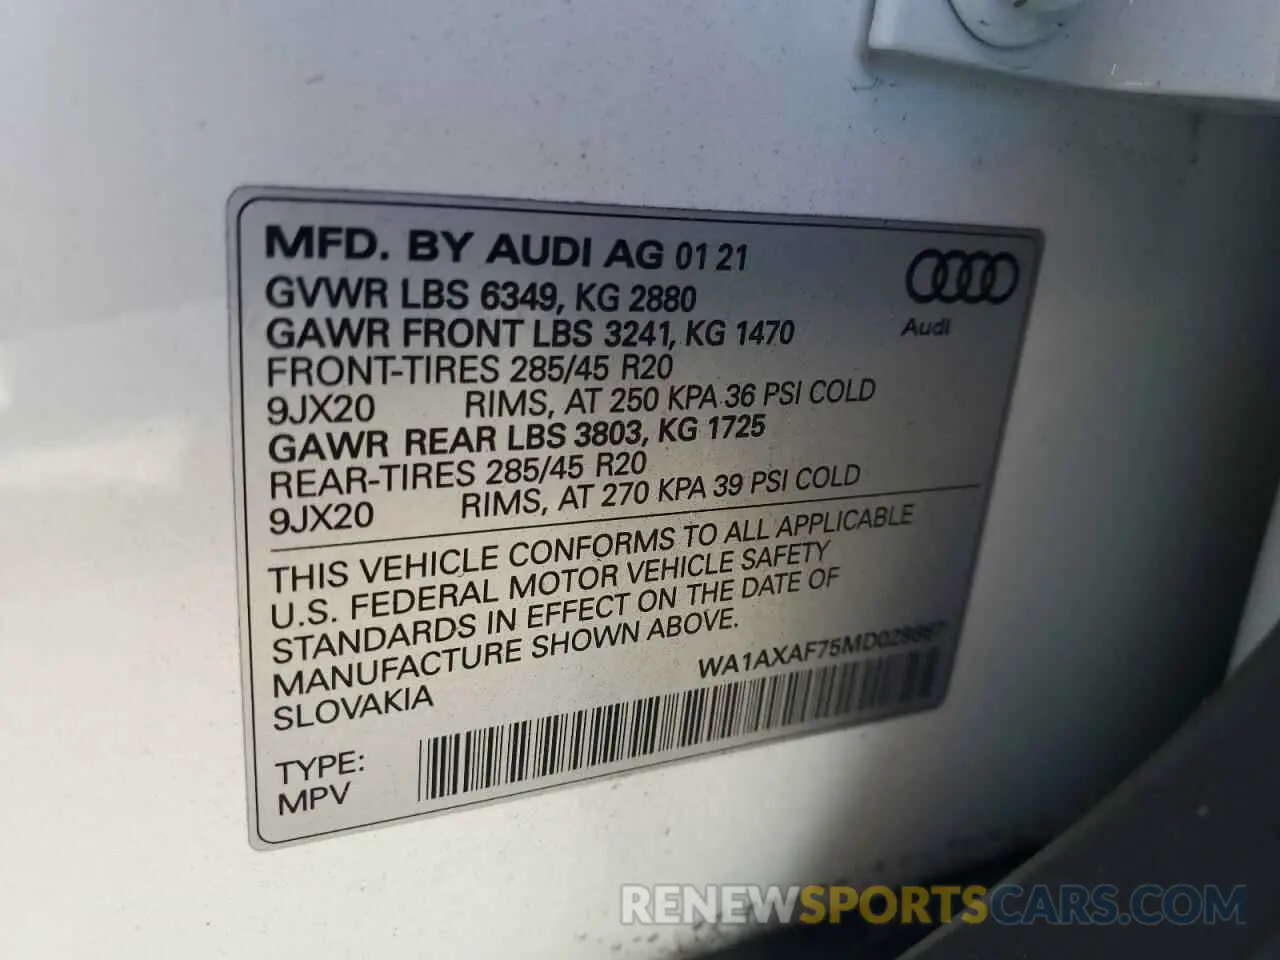 MFD. BY AUDI AG 01 21
GVWR LBS 6349, KG 2880
GAWR FRONT LBS 3241, KG 1470
FRONT-TIRES 285/45 R20
9JX20 RIMS, AT 250 KPA 36 PSI COLD
GAWR REAR LBS 3803, KG 1725
REAR-TIRES 285/45 R20
9JX20 RIMS, AT 270 KPA 39 PSI COLD
Audi
THIS VEHICLE CONFORMS TO ALL APPLICABLE
U.S. FEDERAL MOTOR VEHICLE SAFETY
STANDARDS IN EFFECT ON THE DATE OF
MANUFACTURE SHOWN ABOVE.
SLOVAKIA
TYPE:
MPV
RENEWSPORTSCARS.COM